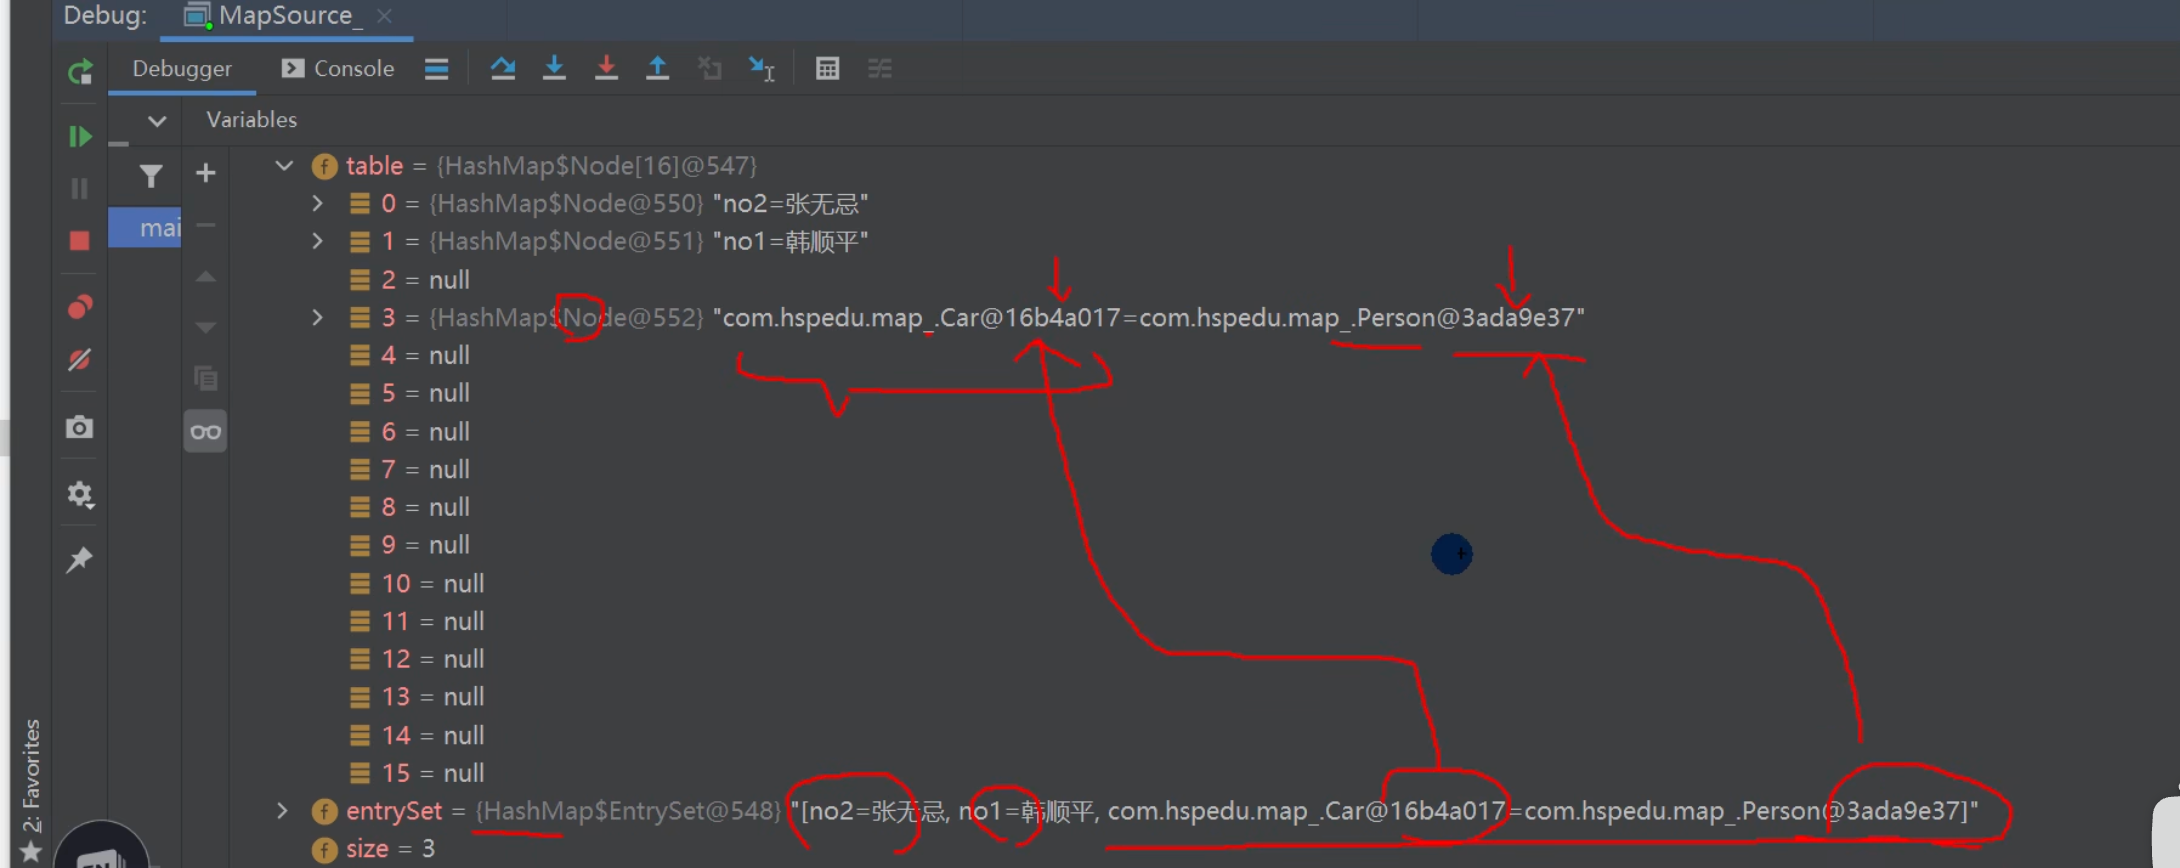 Debug: MapSource_
Debugger Console
Variables
mai
table = {HashMap$Node[16]@547}
0 = {HashMap$Node@550} "no2=张无忌"
1 = {HashMap$Node@551} "no1=韩顺平"
2 = null
3 = {HashMap$Node@552} "com.hspedu.map_.Car@16b4a017=com.hspedu.map_.Person@3ada9e37"
4 = null
5 = null
6 = null
7 = null
8 = null
9 = null
10 = null
11 = null
12 = null
13 = null
14 = null
15 = null
entrySet = {HashMap$EntrySet@548} "[no2=张无忌, no1=韩顺平, com.hspedu.map_.Car@16b4a017=com.hspedu.map_.Person@3ada9e37]"
size = 3
2: Favorites